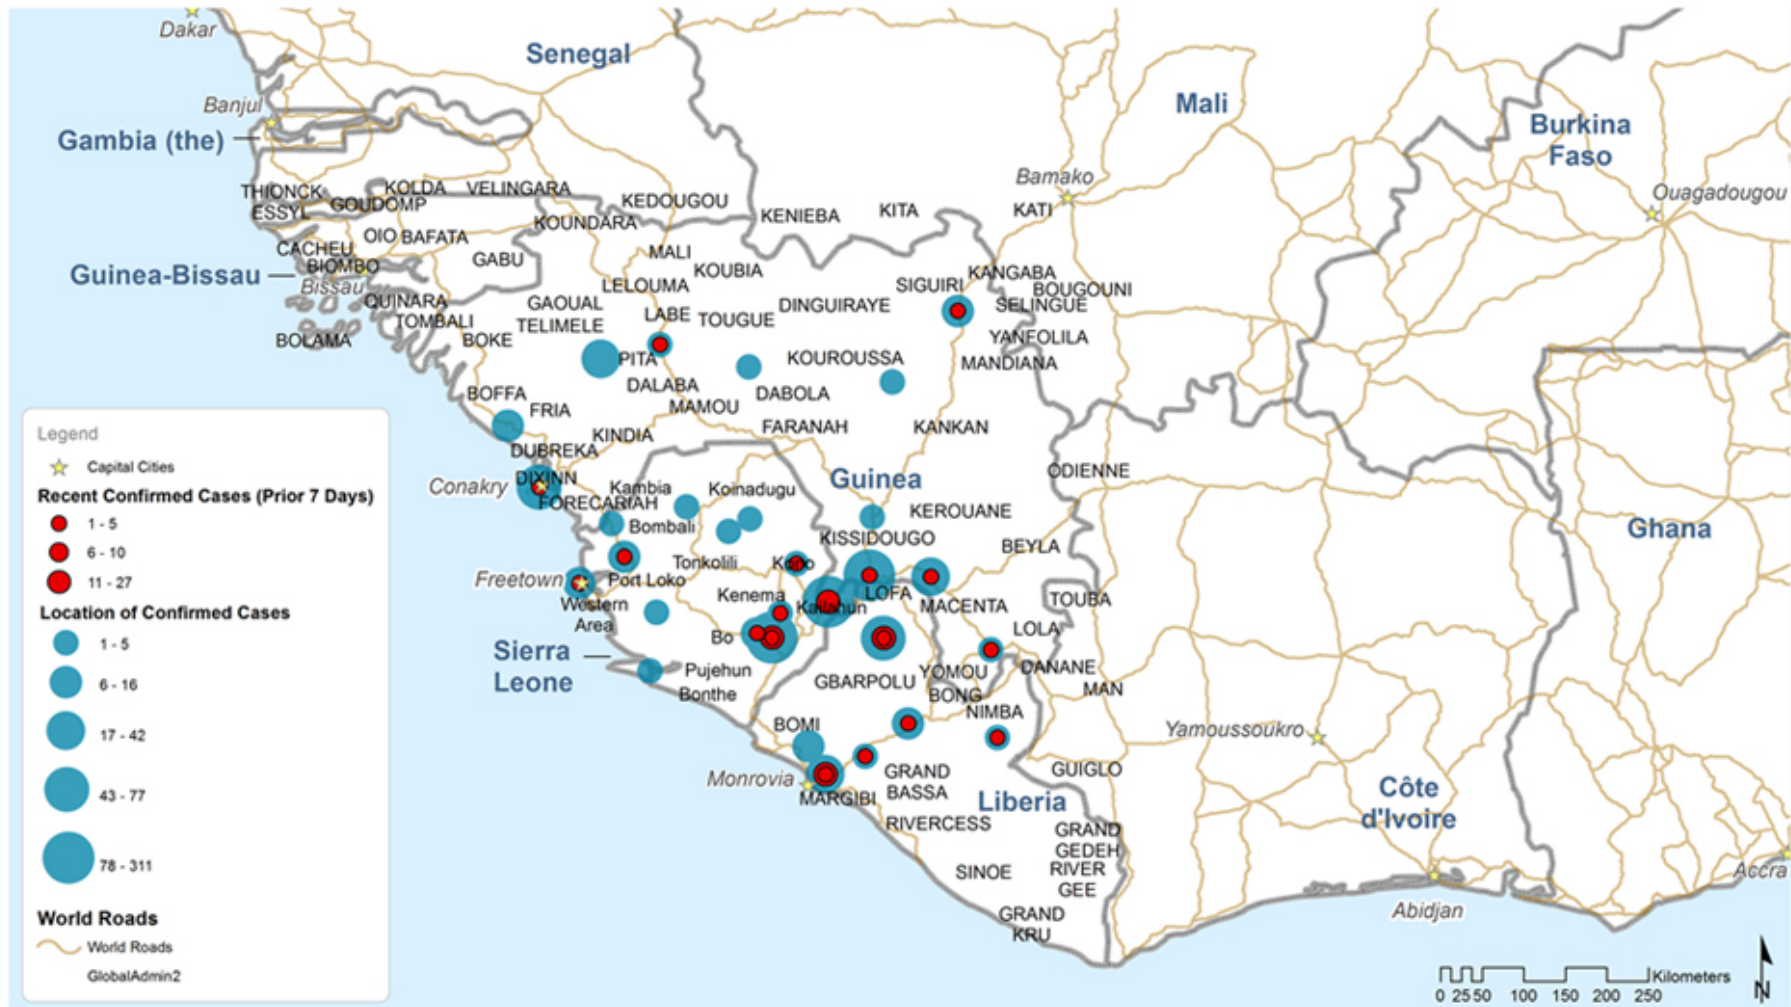 Dakar
Senegal
Mali
Burkina
Faso
Banjul
Gambia (the)
Bamako
Ouagadougou
THIONCK
ESSYL
KOLDA
GOUDOMP
VELINGARA
KEDOUGOU
KENIEBA
KITA
KATI
KOUNDARA
OIO
BAFATA
CACHEU
BIOMBO
Bissau
Guinea-Bissau
GABU
MALI
KOUBIA
LELOUMA
SIGUIRI
KANGABA
BOUGOUNI
SELINGUE
QUINARA
TOMBALI
BOLAMA
GAOUAL
TELIMELE
BOKE
LABE
TOUGUE
DINGUIRAYE
YANFOLILA
MANDIANA
PITA
DALABA
MAMOU
KOUROUSSA
DABOLA
FARANAH
KANKAN
BOFFA
FRIA
KINDIA
DUBREKA
DIXINN
Conakry
FORECARIAH
Kambia
Koinadugu
Guinea
ODIENNE
KEROUANE
Bombali
KISSIDOUGO
BEYLA
Ghana
Tonkolili
Kono
Freetown
Port Loko
Western
Area
Kenema
Kailahun
LOFA
MACENTA
TOUBA
LOLA
Bo
Sierra
Leone
Pujehun
Bonthe
GBARPOLU
YOMOU
BONG
DANANE
MAN
NIMBA
BOMI
Yamoussoukro
Monrovia
MARGIBI
GRAND
BASSA
GUIGLO
Liberia
Côte
d'Ivoire
RIVERCESS
GRAND
GEDEH
RIVER
GEE
SINOE
GRAND
KRU
Accra
Abidjan
Legend
Capital Cities
Recent Confirmed Cases (Prior 7 Days)
1 - 5
6 - 10
11 - 27
Location of Confirmed Cases
1 - 5
6 - 16
17 - 42
43 - 77
78 - 311
World Roads
World Roads
GlobalAdmin2
Kilometers
0 25 50 100 150 200 250
N